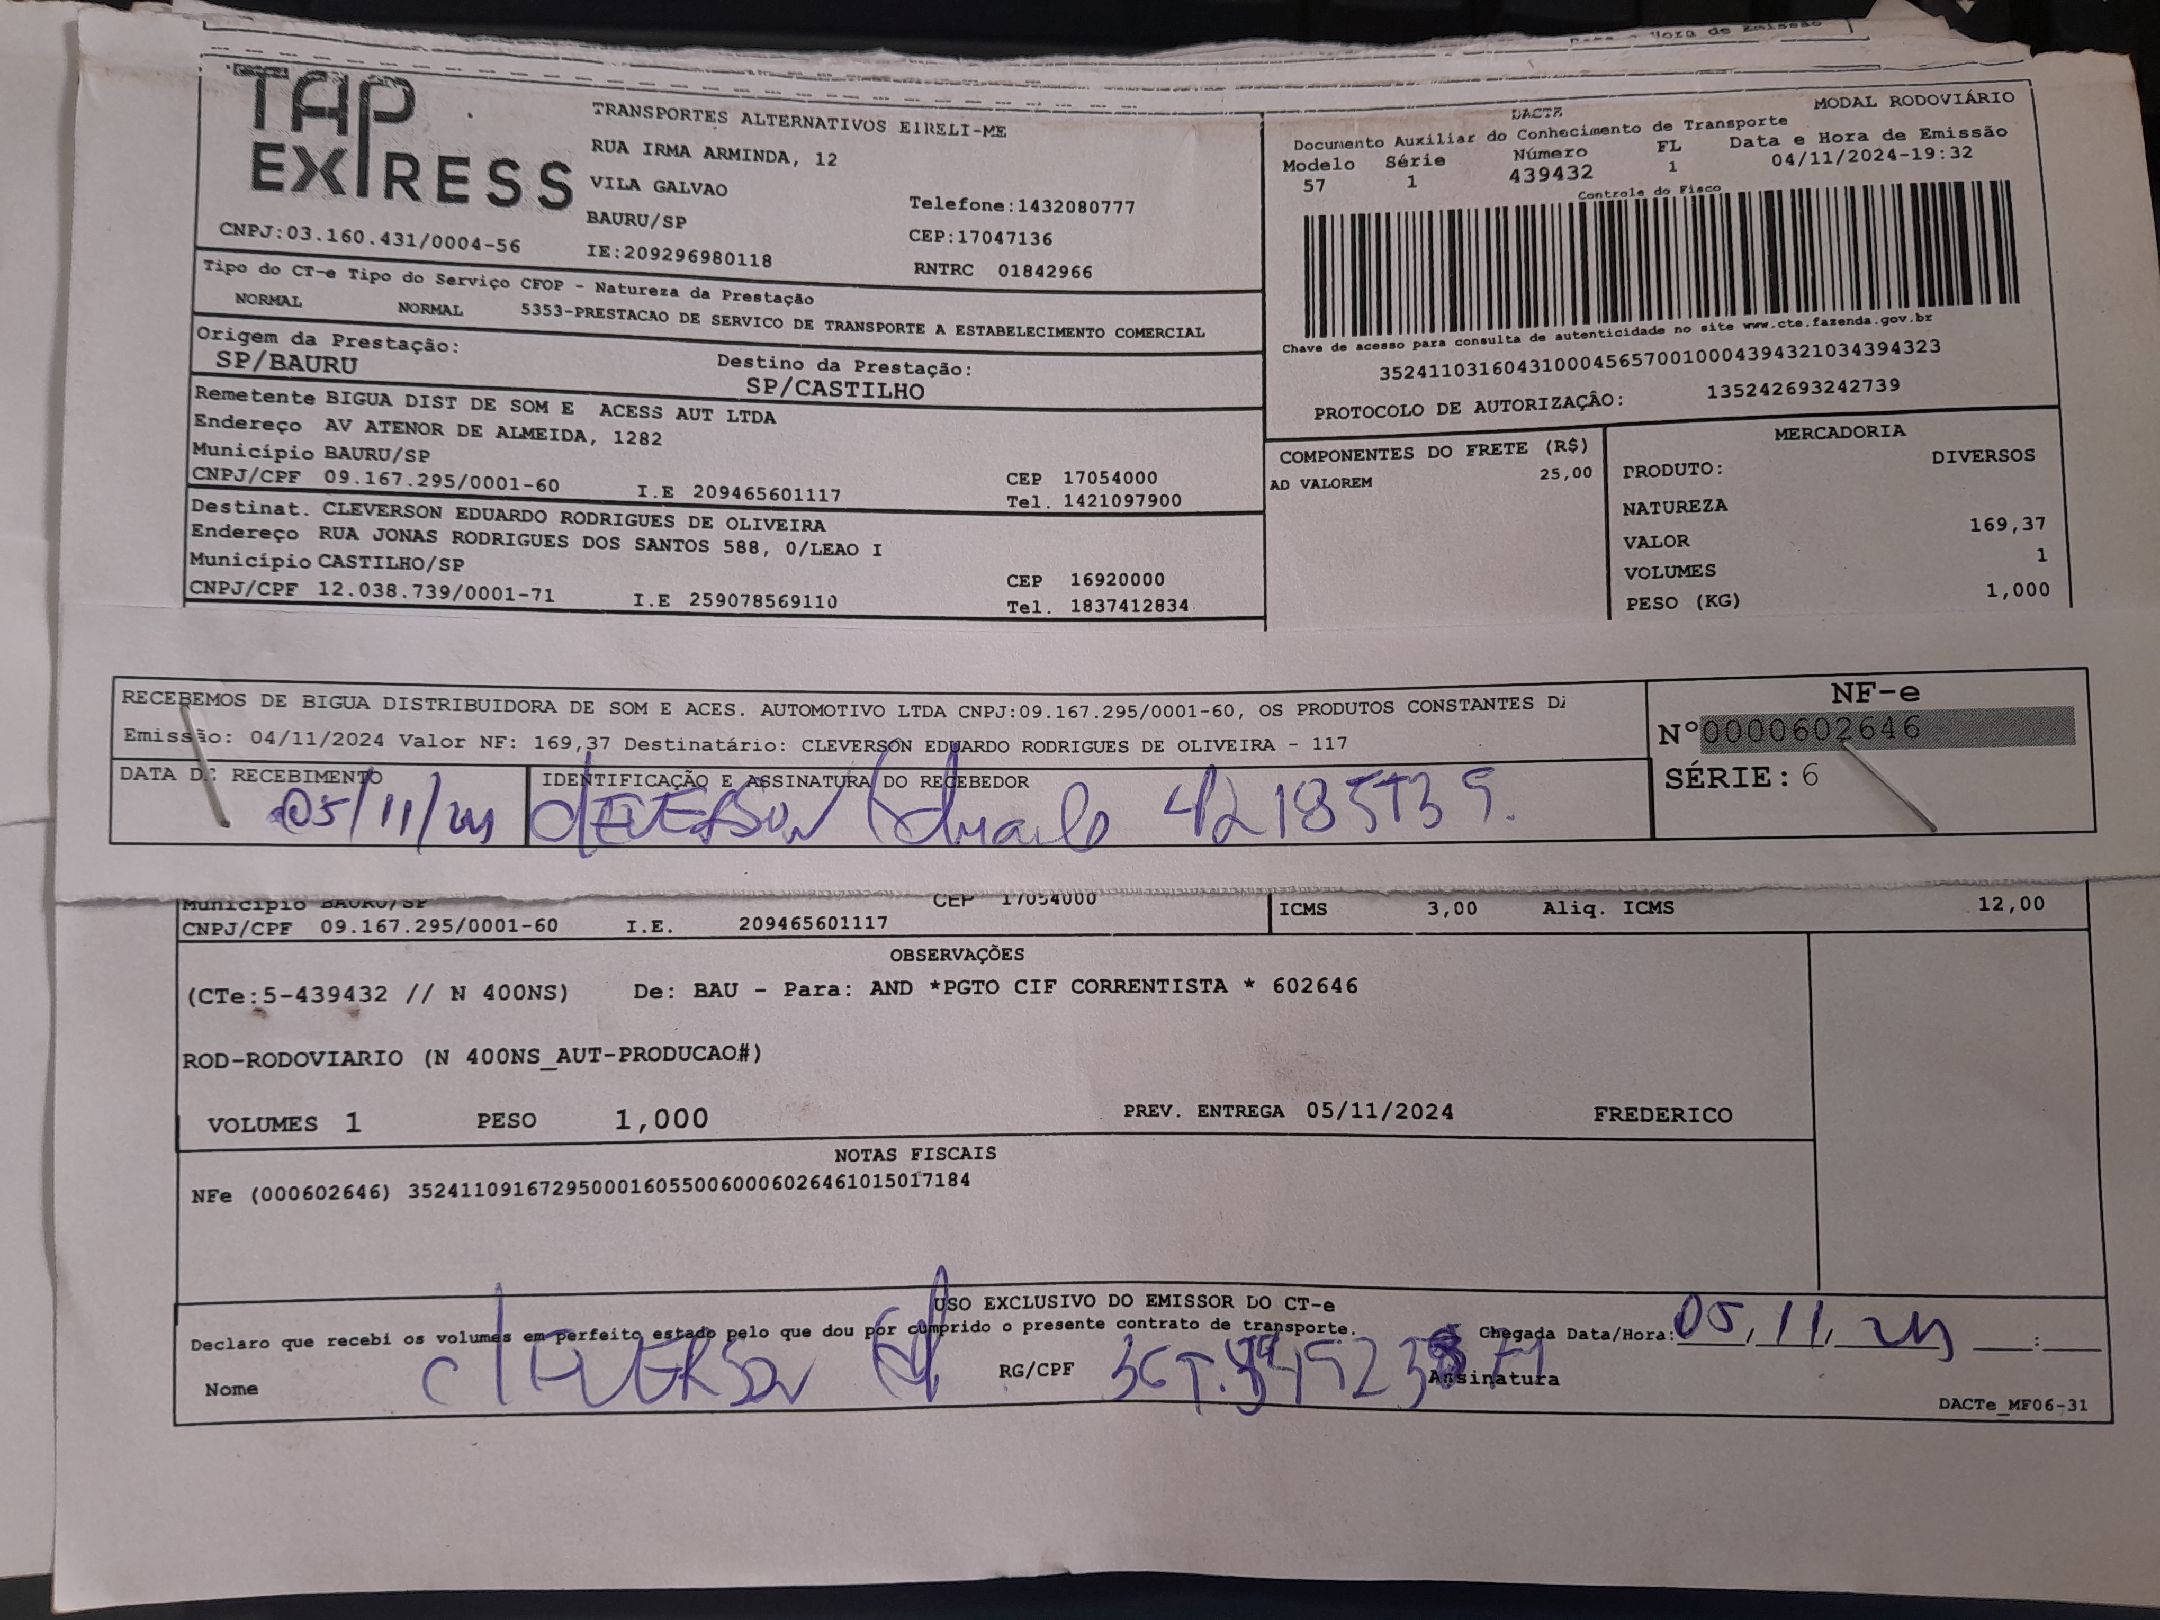 Data e Hora de Emissão
TAP
EXPRESS
CNPJ:03.160.431/0004-56
TRANSPORTES ALTERNATIVOS EIRELI-ME
RUA IRMA ARMINDA, 12
VILA GALVAO
BAURU/SP
IE:209296980118
Telefone:1432080777
CEP:17047136
RNTRC 01842966
DACTE MODAL RODOVIÁRIO
Documento Auxiliar do Conhecimento de Transporte
Modelo Série Número FL Data e Hora de Emissão
57 1 439432 1 04/11/2024-19:32
Controle do Fisco
Chave de acesso para consulta de autenticidade no site www.cte.fazenda.gov.br
35241103160431000456570010004394321034394323
PROTOCOLO DE AUTORIZAÇÃO: 135242693242739
Tipo do CT-e Tipo do Serviço CFOP - Natureza da Prestação
NORMAL NORMAL 5353-PRESTACAO DE SERVICO DE TRANSPORTE A ESTABELECIMENTO COMERCIAL
Origem da Prestação: Destino da Prestação:
SP/BAURU SP/CASTILHO
Remetente BIGUA DIST DE SOM E ACESS AUT LTDA
Endereço AV ATENOR DE ALMEIDA, 1282
Município BAURU/SP CEP 17054000
CNPJ/CPF 09.167.295/0001-60 I.E 209465601117 Tel. 1421097900
Destinat. CLEVERSON EDUARDO RODRIGUES DE OLIVEIRA
Endereço RUA JONAS RODRIGUES DOS SANTOS 588, 0/LEAO I
Município CASTILHO/SP CEP 16920000
CNPJ/CPF 12.038.739/0001-71 I.E 259078569110 Tel. 1837412834
COMPONENTES DO FRETE (R$)
AD VALOREM 25,00
MERCADORIA
PRODUTO: DIVERSOS
NATUREZA
VALOR 169,37
VOLUMES 1
PESO (KG) 1,000
RECEBEMOS DE BIGUA DISTRIBUIDORA DE SOM E ACES. AUTOMOTIVO LTDA CNPJ:09.167.295/0001-60, OS PRODUTOS CONSTANTES DA
Emissão: 04/11/2024 Valor NF: 169,37 Destinatário: CLEVERSON EDUARDO RODRIGUES DE OLIVEIRA - 117
DATA DE RECEBIMENTO IDENTIFICAÇÃO E ASSINATURA DO RECEBEDOR
05/11/24 CLEVERSON Eduardo
NF-e
Nº0000602646
SÉRIE: 6
Município BAURU/SP CEP 17054000
CNPJ/CPF 09.167.295/0001-60 I.E. 209465601117
ICMS 3,00 Aliq. ICMS 12,00
OBSERVAÇÕES
(CTe:5-439432 // N 400NS) De: BAU - Para: AND *PGTO CIF CORRENTISTA * 602646
ROD-RODOVIARIO (N 400NS_AUT-PRODUCAO#)
VOLUMES 1 PESO 1,000 PREV. ENTREGA 05/11/2024 FREDERICO
NOTAS FISCAIS
NFe (000602646) 35241109167295000160550060006026461015017184
USO EXCLUSIVO DO EMISSOR DO CT-e
Declaro que recebi os volumes em perfeito estado pelo que dou por cumprido o presente contrato de transporte. Chegada Data/Hora: 05/11/24 :
Nome CLEVERSON RG/CPF Assinatura
DACTe_MF06-31